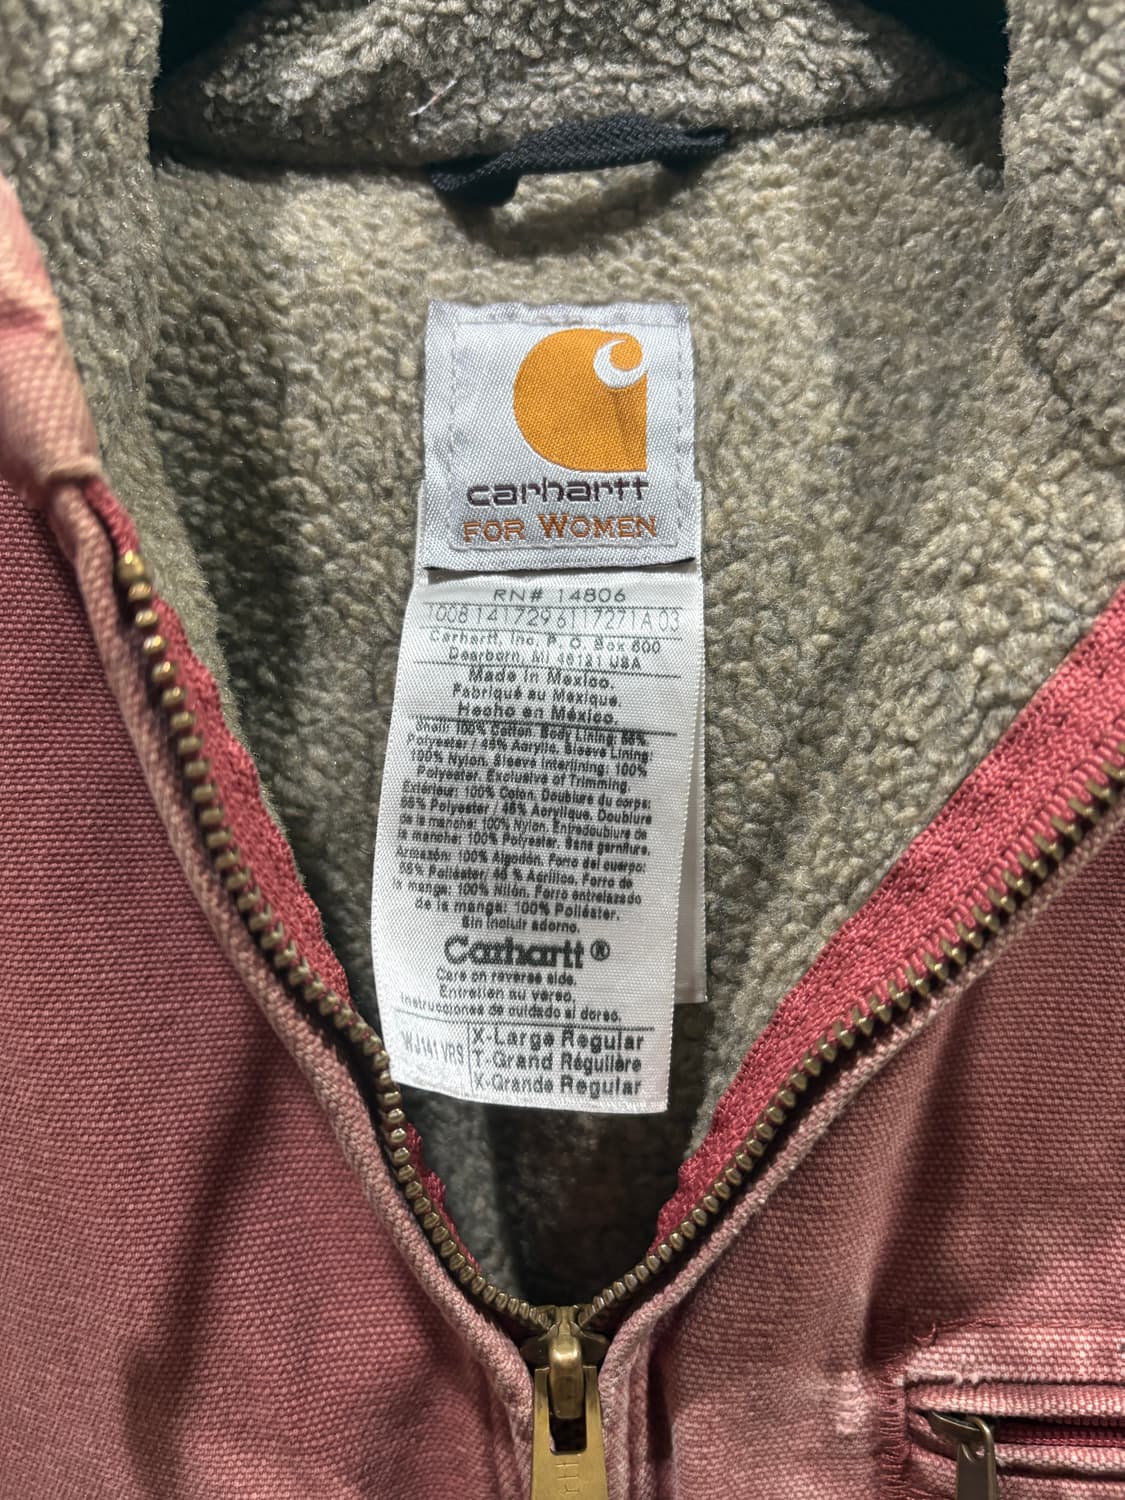 carhartt
FOR WOMEN
RN# 14806
Carhartt, Inc. P. O. Box 600
Dearborn, MI 48121 USA
Made in Mexico.
Fabriqué au Mexique.
Hecho en México.
Shell: 100% Cotton. Body Lining: 55%
Polyester / 45% Acrylic. Sleeve Lining
100% Nylon. Sleeve Interlining: 100%
Polyester. Exclusive of Trimming.
Extérieur: 100% Coton. Doublure du corps:
55% Polyester / 45% Acrylique. Doublure
de la manche: 100% Nylon. Entredoublure de
la manche: 100% Polyester. Sans garniture.
Armazón: 100% Algodón. Forro del cuerpo:
55% Poliéster/ 45 % Acrílico. Forro de
la manga: 100% Nilón. Forro entrelazado
de la manga: 100% Poliéster.
Sin incluir adorno.
Carhartt®
Care on reverse side.
Entretien au verso.
Instrucciones de cuidado al dorso.
WJ141 VRS
X-Large Regular
T-Grand Régulière
X-Grande Regular